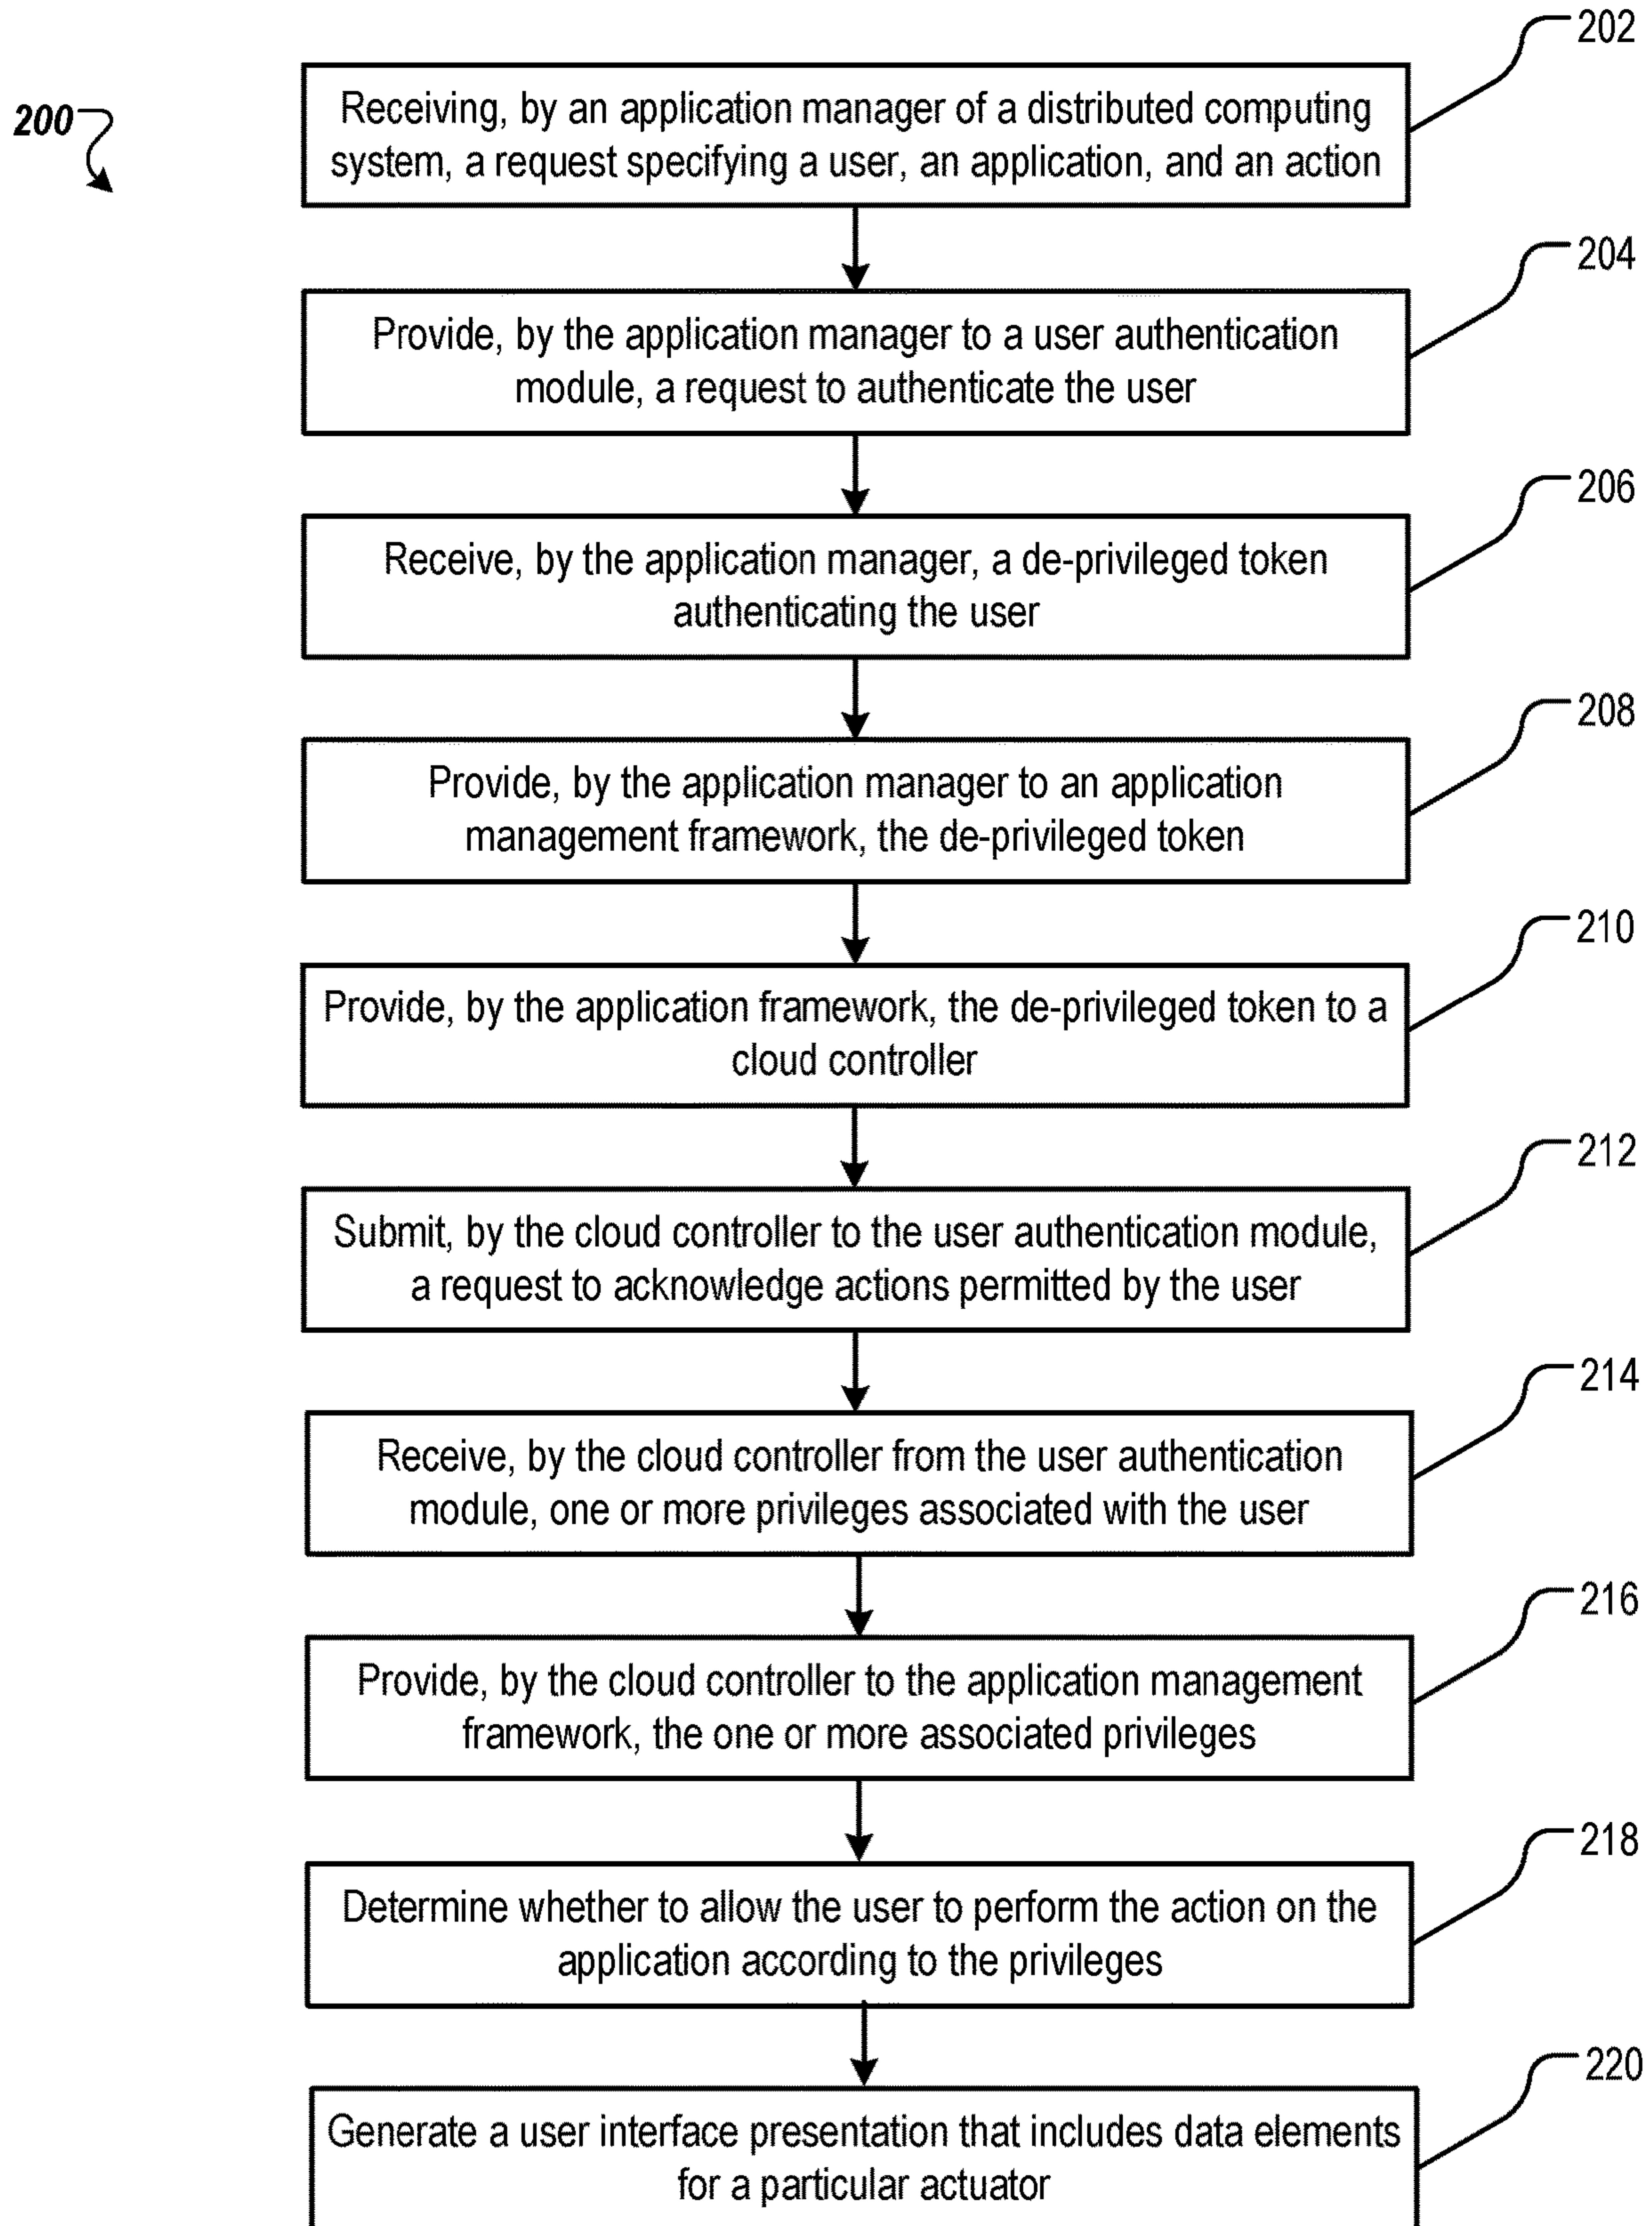 202
200
Receiving, by an application manager of a distributed computing
system, a request specifying a user, an application, and an action
204
Provide, by the application manager to a user authentication
module, a request to authenticate the user
206
Receive, by the application manager, a de-privileged token
authenticating the user
208
Provide, by the application manager to an application
management framework, the de-privileged token
210
Provide, by the application framework, the de-privileged token to a
cloud controller
212
Submit, by the cloud controller to the user authentication module,
a request to acknowledge actions permitted by the user
214
Receive, by the cloud controller from the user authentication
module, one or more privileges associated with the user
216
Provide, by the cloud controller to the application management
framework, the one or more associated privileges
218
Determine whether to allow the user to perform the action on the
application according to the privileges
220
Generate a user interface presentation that includes data elements
for a particular actuator